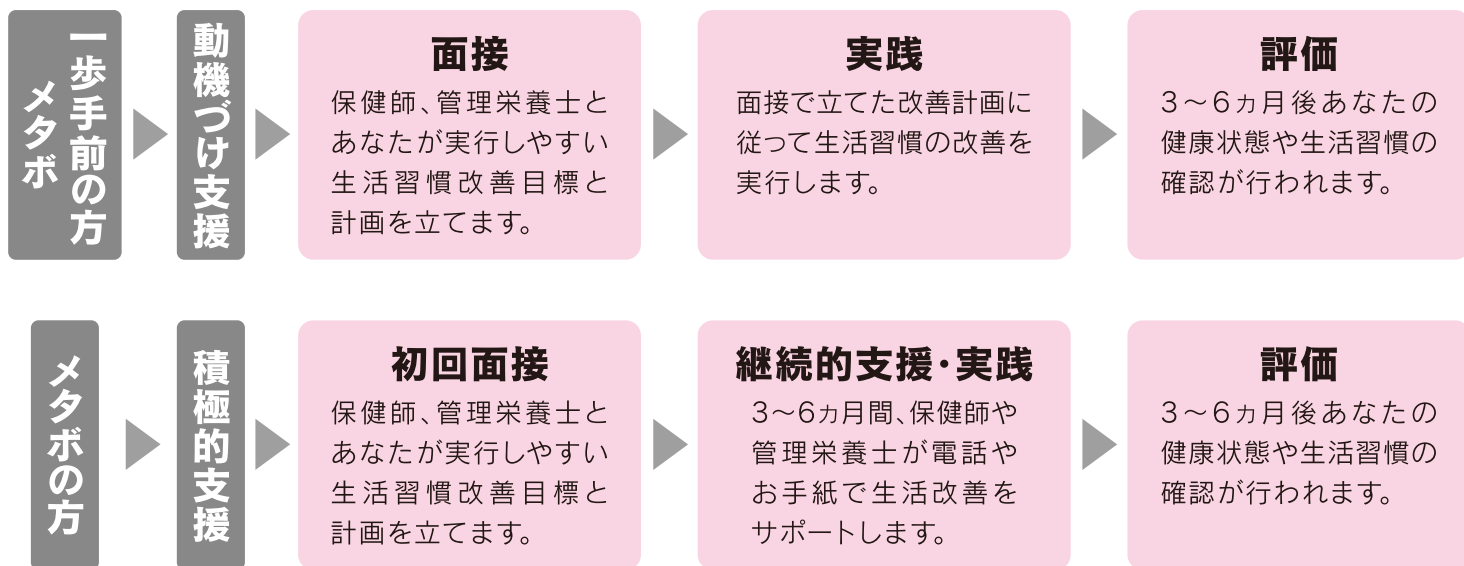 一歩手前の方
メタボ
動機づけ支援
面接
保健師、管理栄養士と
あなたが実行しやすい
生活習慣改善目標と
計画を立てます。
実践
面接で立てた改善計画に
従って生活習慣の改善を
実行します。
評価
3～6ヵ月後あなたの
健康状態や生活習慣の
確認が行われます。
メタボの方
積極的支援
初回面接
保健師、管理栄養士と
あなたが実行しやすい
生活習慣改善目標と
計画を立てます。
継続的支援・実践
3～6ヵ月間、保健師や
管理栄養士が電話や
お手紙で生活改善を
サポートします。
評価
3～6ヵ月後あなたの
健康状態や生活習慣の
確認が行われます。